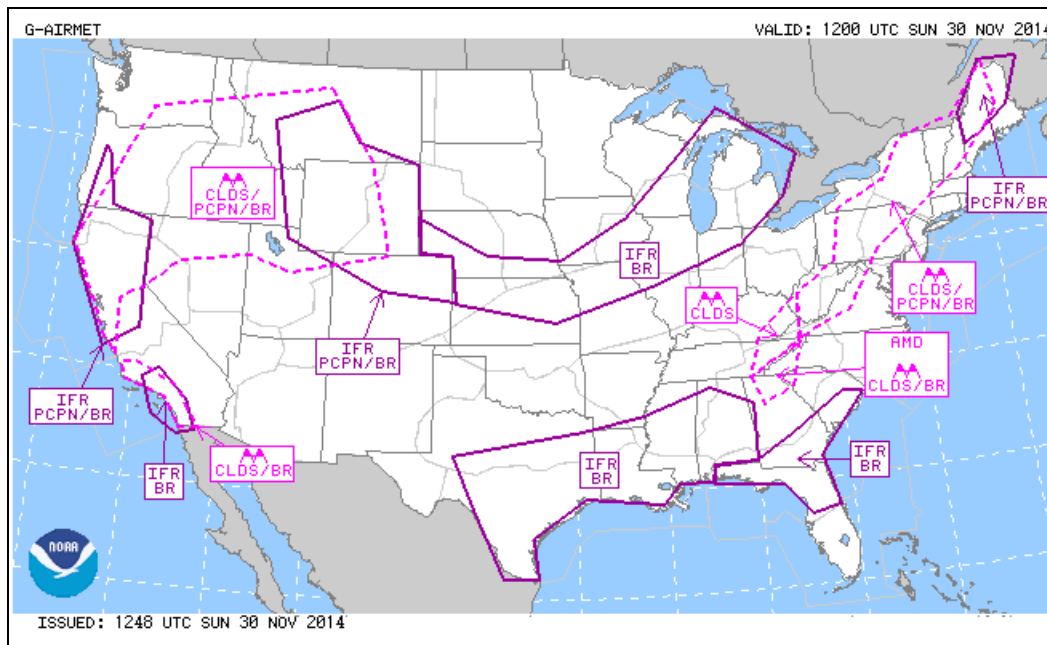 G-AIRMET
VALID: 1200 UTC SUN 30 NOV 2014
CLDS/
PCPN/BR
IFR
PCPN/BR
IFR
BR
CLDS/
PCPN/BR
CLDS
AMD
CLDS/BR
IFR
PCPN/BR
IFR
PCPN/BR
IFR
BR
CLDS/BR
IFR
BR
IFR
BR
NOAA
ISSUED: 1248 UTC SUN 30 NOV 2014